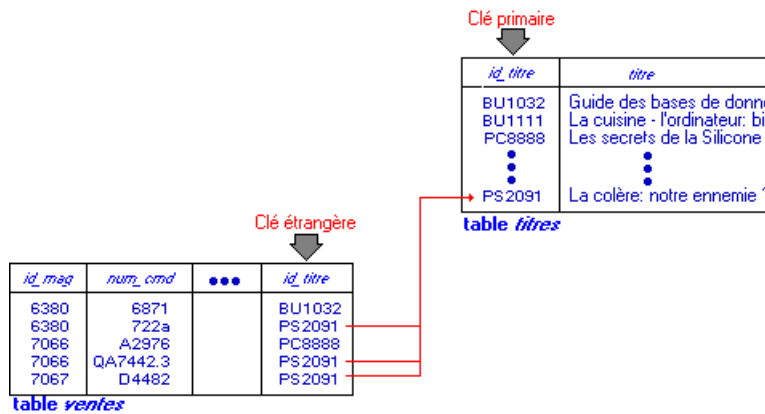 Clé primaire
id_titre titre
BU1032 Guide des bases de donne
BU1111 La cuisine - l'ordinateur: bi
PC8888 Les secrets de la Silicone
PS2091 La colère: notre ennemie ?
table titres
Clé étrangère
id_mag num_cmd id_titre
6380 6871 BU1032
6380 722a PS2091
7066 A2976 PC8888
7066 QA7442.3 PS2091
7067 D4482 PS2091
table ventes